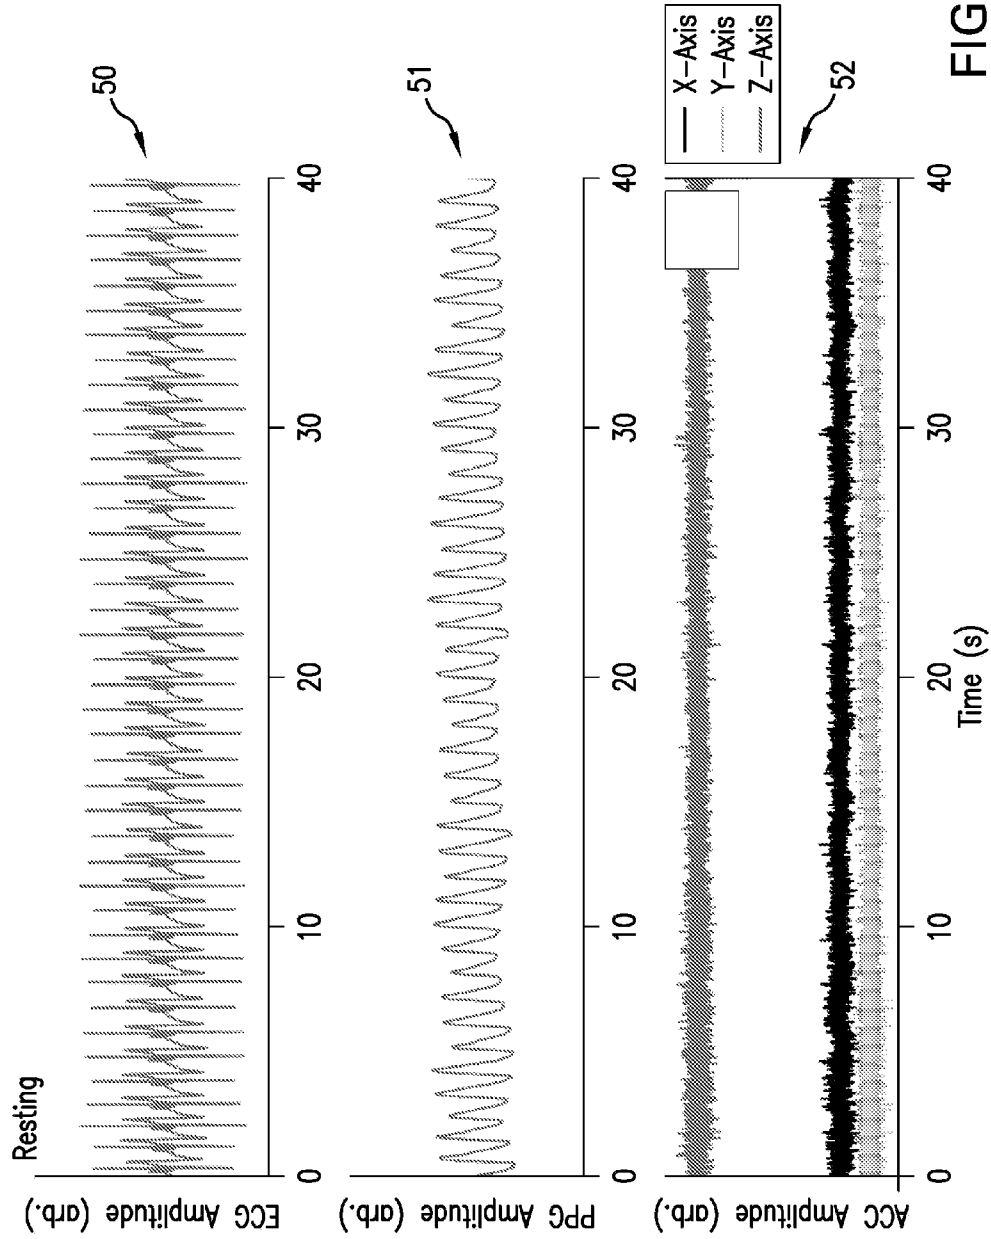 Resting
ECG Amplitude (arb.)
0
10
20
30
40
50
PPG Amplitude (arb.)
0
10
20
30
40
51
ACC Amplitude (arb.)
X-Axis
Y-Axis
Z-Axis
0
10
20
30
40
52
Time (s)
FIG